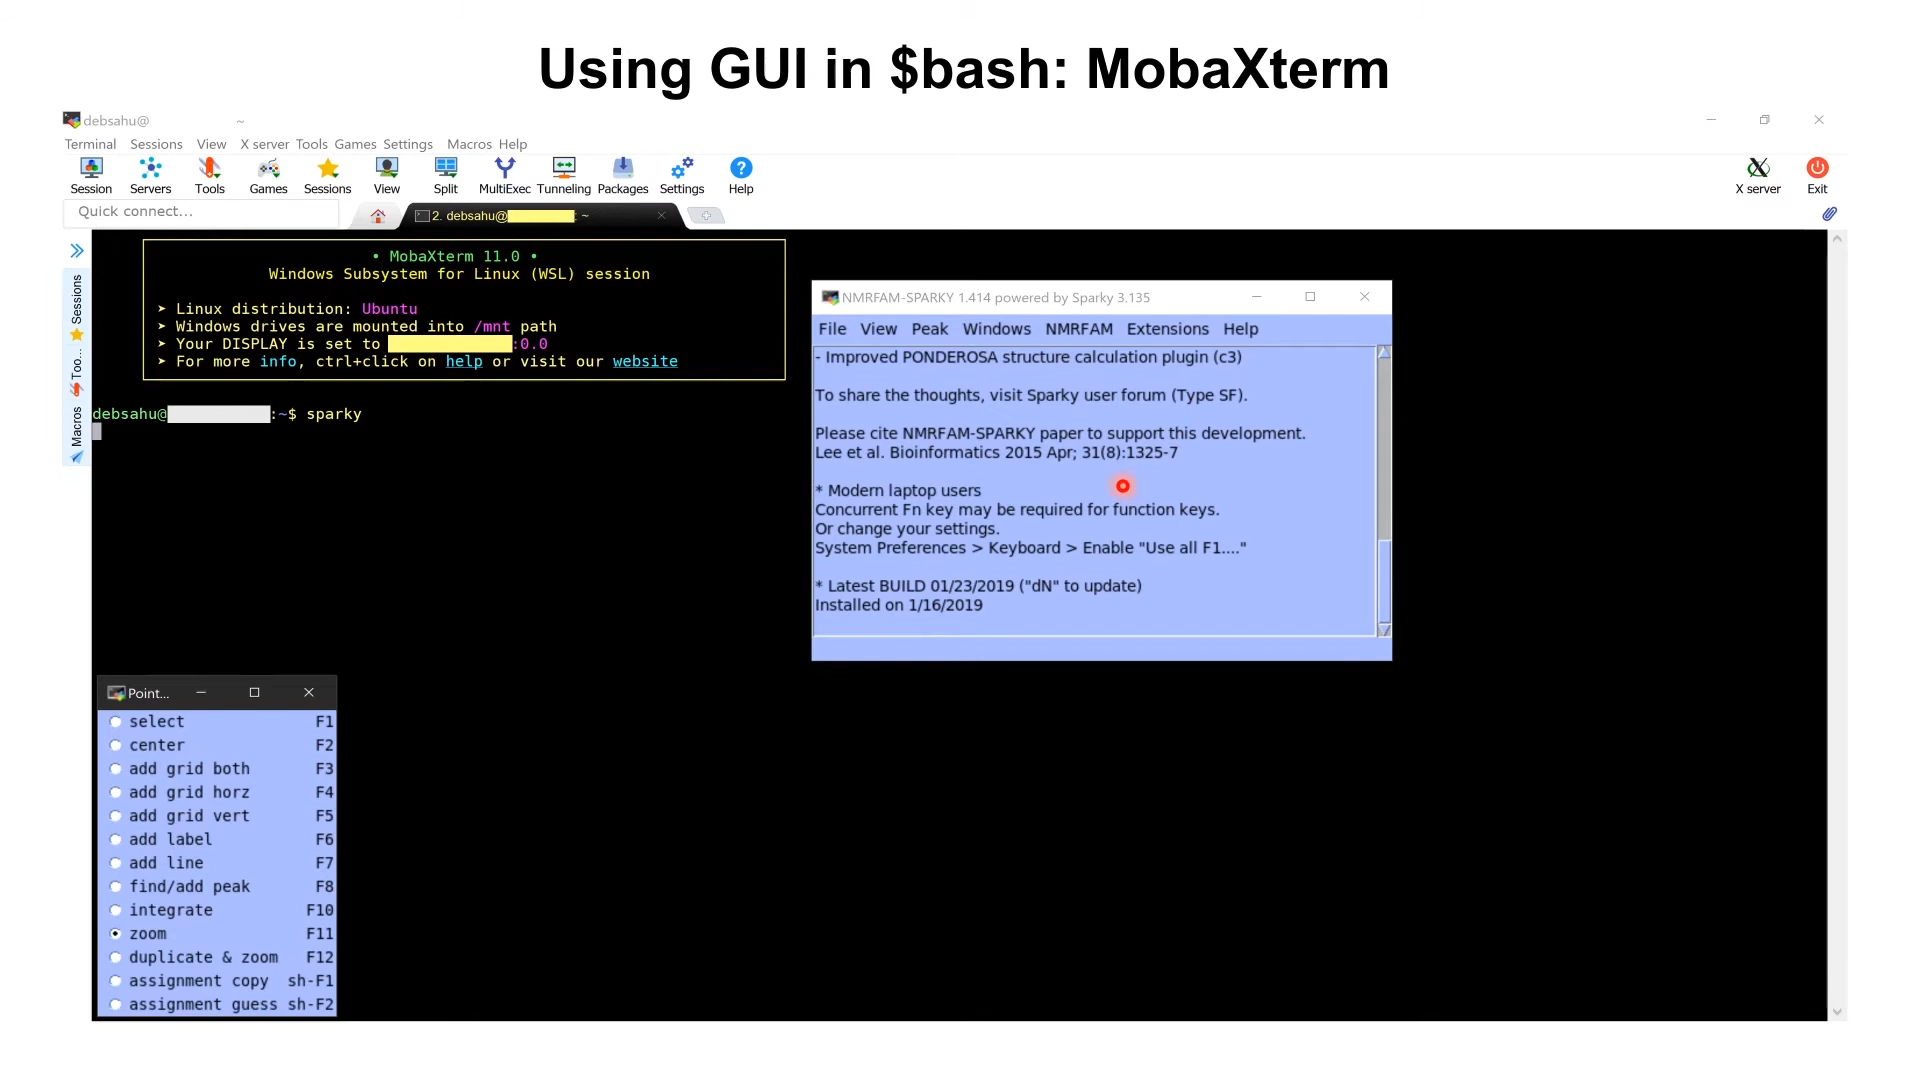 Using GUI in $bash: MobaXterm
debsahu@ ~
Terminal Sessions View X server Tools Games Settings Macros Help
Session Servers Tools Games Sessions View Split MultiExec Tunneling Packages Settings Help X server Exit
Quick connect...
2. debsahu@ : ~
• MobaXterm 11.0 •
Windows Subsystem for Linux (WSL) session
➤ Linux distribution: Ubuntu
➤ Windows drives are mounted into /mnt path
➤ Your DISPLAY is set to :0.0
➤ For more info, ctrl+click on help or visit our website
debsahu@ :~$ sparky
Sessions
Too...
Macros
NMRFAM-SPARKY 1.414 powered by Sparky 3.135
File View Peak Windows NMRFAM Extensions Help
- Improved PONDEROSA structure calculation plugin (c3)
To share the thoughts, visit Sparky user forum (Type SF).
Please cite NMRFAM-SPARKY paper to support this development.
Lee et al. Bioinformatics 2015 Apr; 31(8):1325-7
* Modern laptop users
Concurrent Fn key may be required for function keys.
Or change your settings.
System Preferences > Keyboard > Enable "Use all F1...."
* Latest BUILD 01/23/2019 ("dN" to update)
Installed on 1/16/2019
Point...
select F1
center F2
add grid both F3
add grid horz F4
add grid vert F5
add label F6
add line F7
find/add peak F8
integrate F10
zoom F11
duplicate & zoom F12
assignment copy sh-F1
assignment guess sh-F2